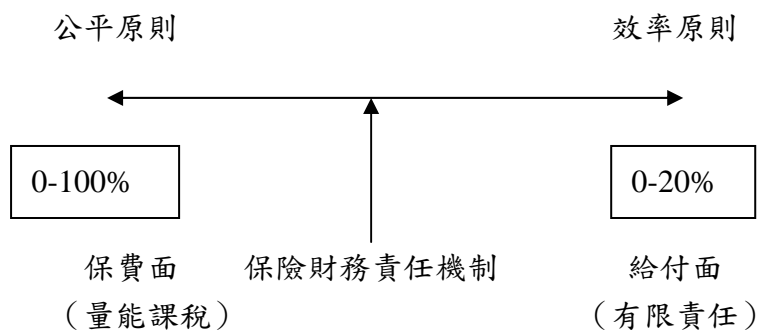 公平原則 效率原則
0-100% 0-20%
保費面 保險財務責任機制 給付面
（量能課稅） （有限責任）